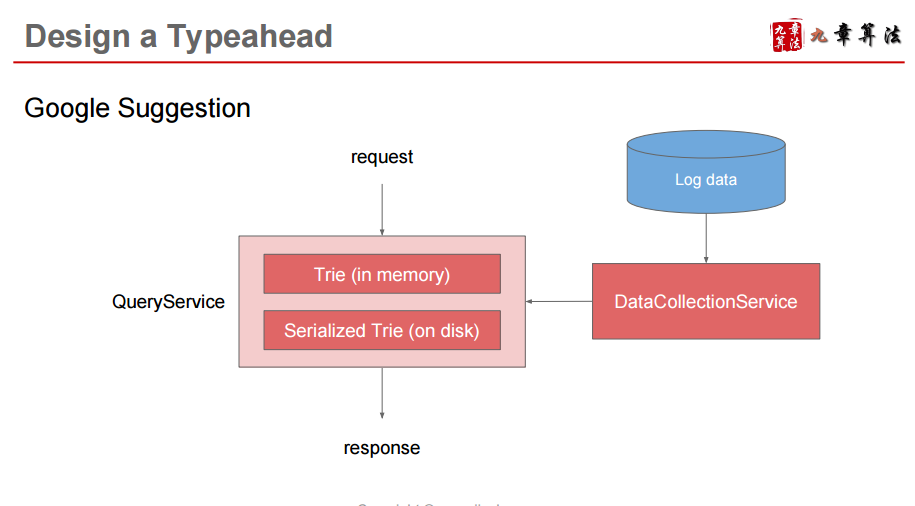 Design a Typeahead
九章算法 九章算法
Google Suggestion
request
Log data
Trie (in memory)
QueryService
DataCollectionService
Serialized Trie (on disk)
response